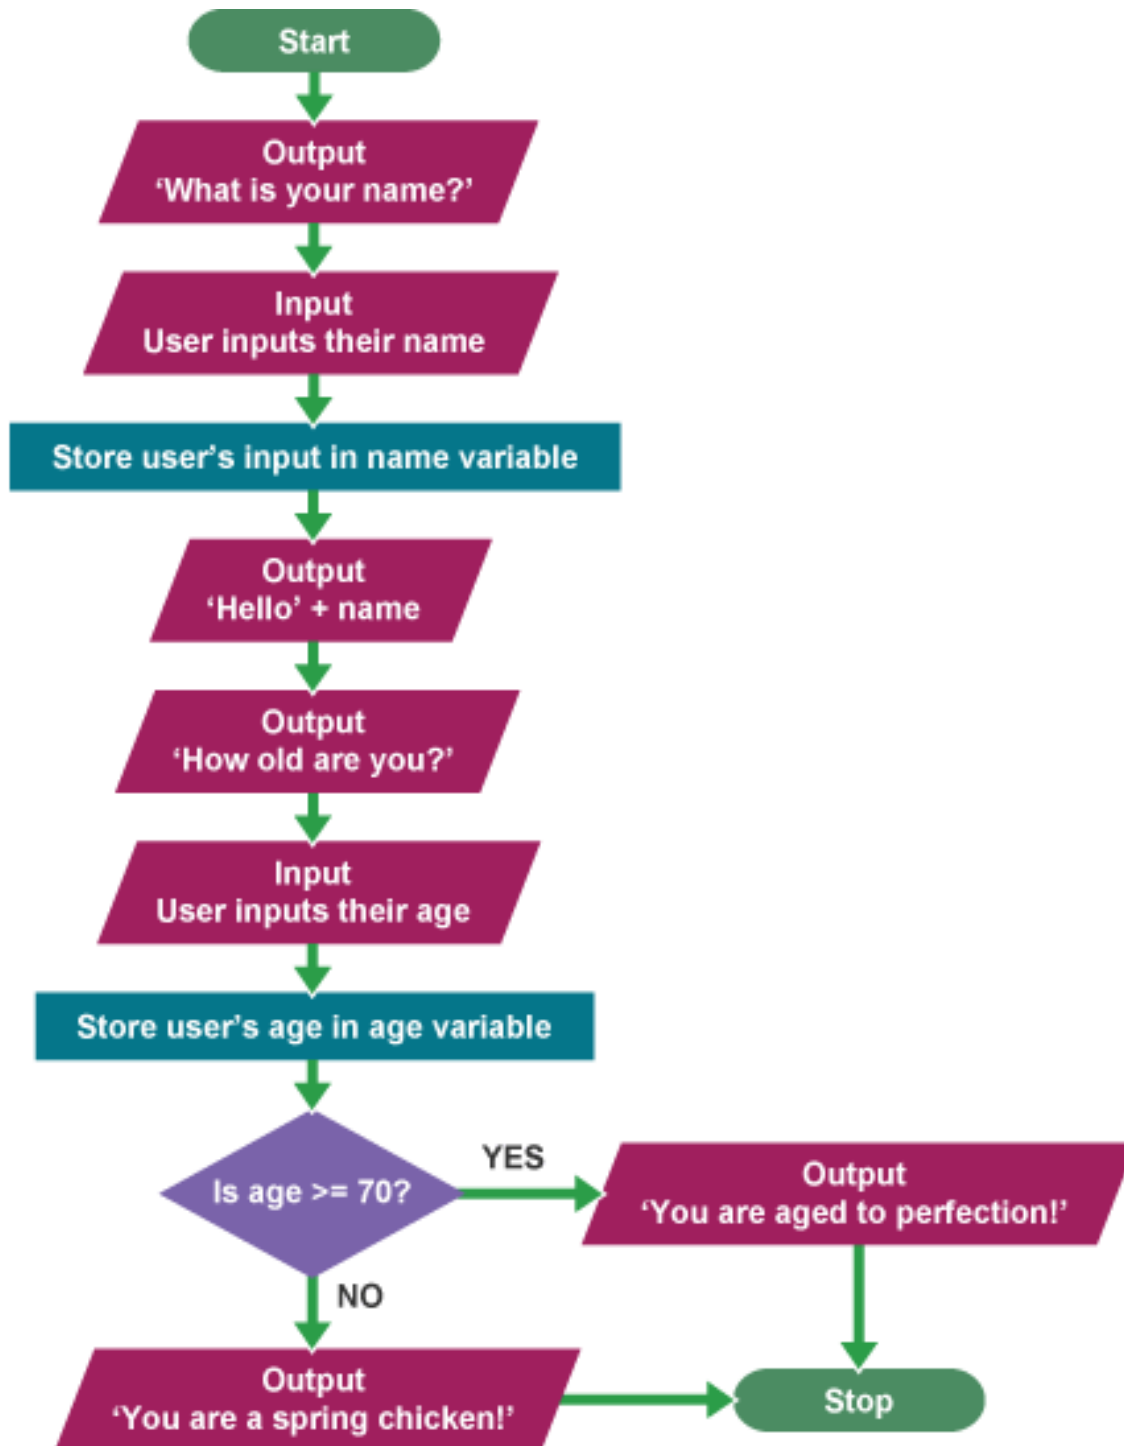 Start
Output
‘What is your name?’
Input
User inputs their name
Store user’s input in name variable
Output
‘Hello’ + name
Output
‘How old are you?’
Input
User inputs their age
Store user’s age in age variable
Is age >= 70?
YES
Output
‘You are aged to perfection!’
NO
Output
‘You are a spring chicken!’
Stop